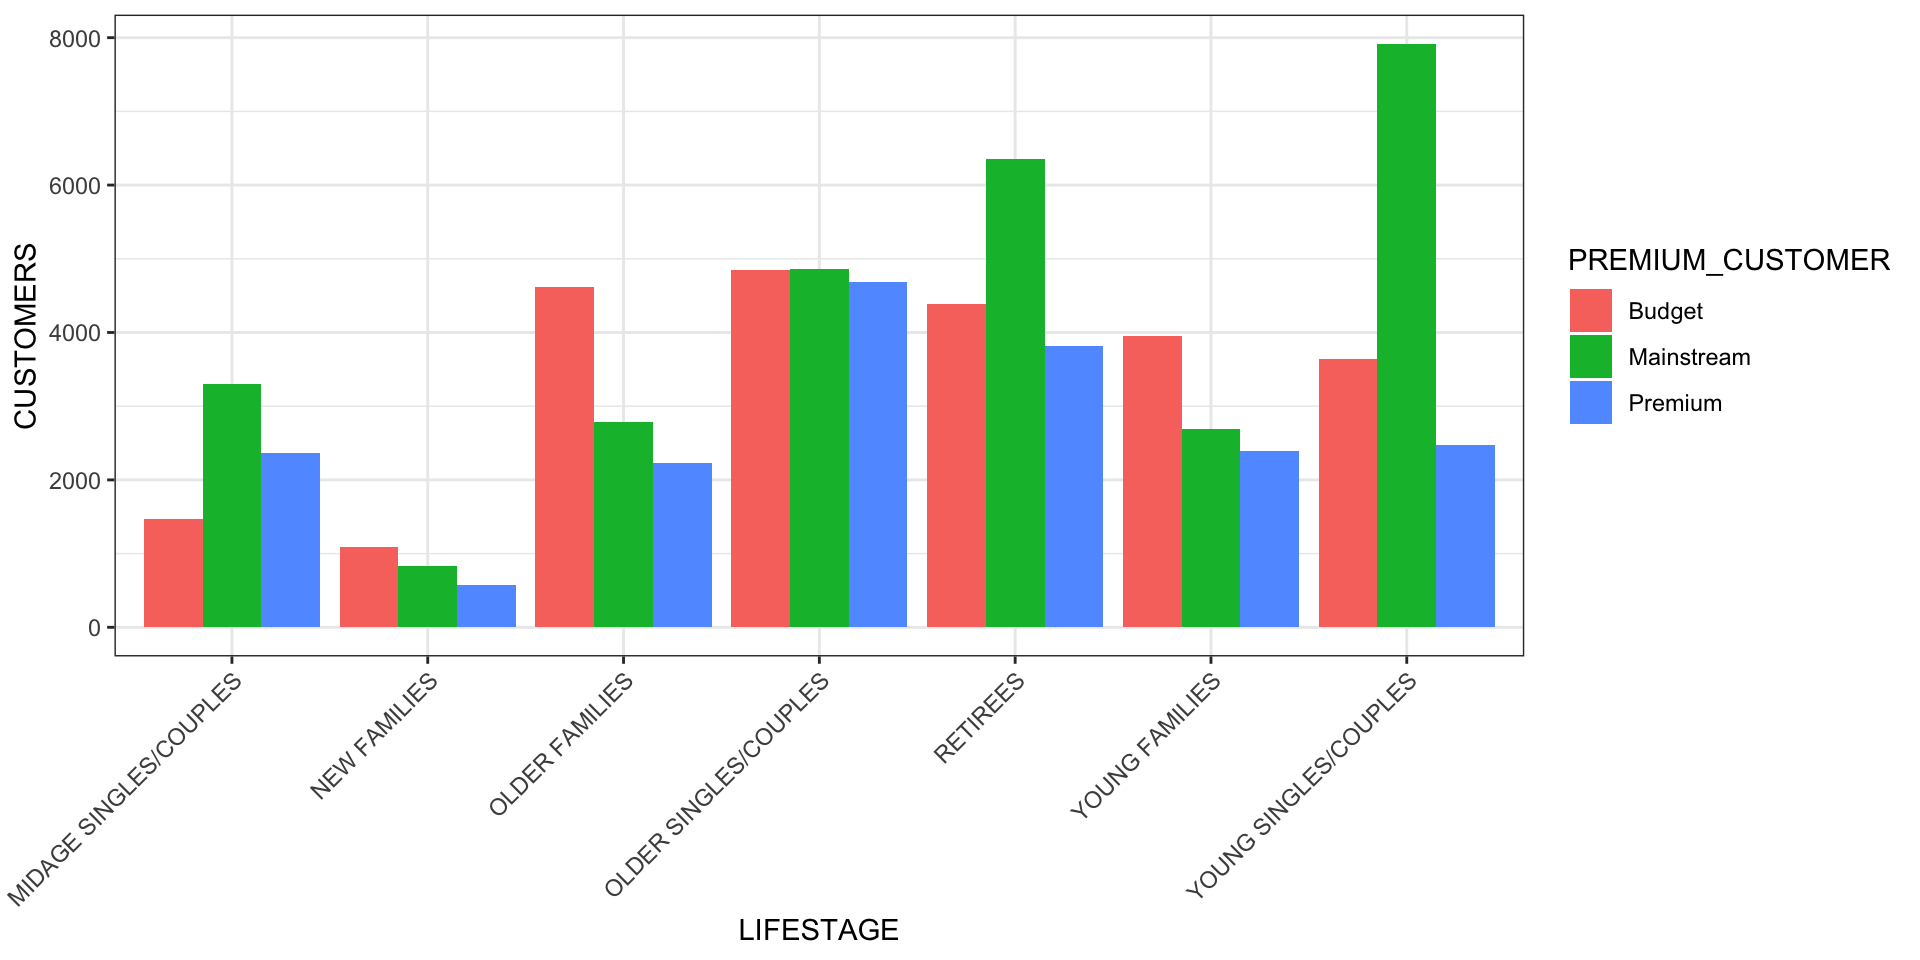 CUSTOMERS
8000
6000
4000
2000
0
MIDAGE SINGLES/COUPLES
NEW FAMILIES
OLDER FAMILIES
OLDER SINGLES/COUPLES
RETIREES
YOUNG FAMILIES
YOUNG SINGLES/COUPLES
LIFESTAGE
PREMIUM_CUSTOMER
Budget
Mainstream
Premium